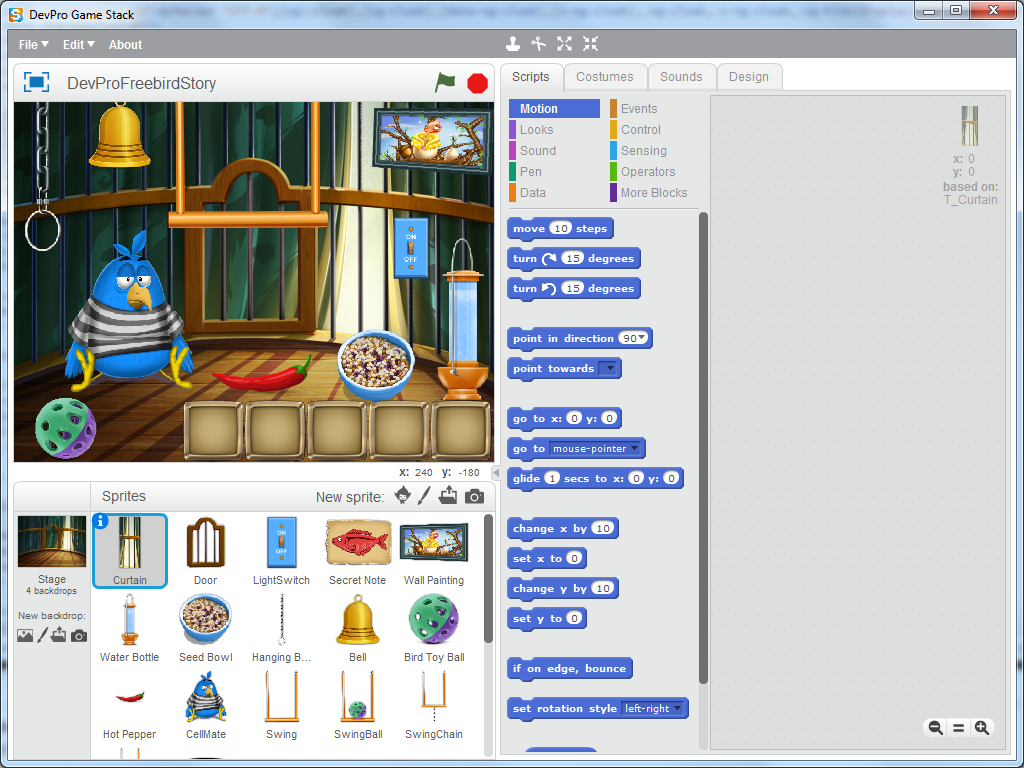 DevPro Game Stack
File Edit About
DevProFreebirdStory
ON
OFF
x: 240 y: -180
Sprites
New sprite:
Stage
4 backdrops
New backdrop:
Curtain
Door
ON
OFF
LightSwitch
Secret Note
Wall Painting
Water Bottle
Seed Bowl
Hanging B...
Bell
Bird Toy Ball
Hot Pepper
CellMate
Swing
SwingBall
SwingChain
Scripts
Costumes
Sounds
Design
Motion
Looks
Sound
Pen
Data
Events
Control
Sensing
Operators
More Blocks
move 10 steps
turn 15 degrees
turn 15 degrees
point in direction 90
point towards
go to x: 0 y: 0
go to mouse-pointer
glide 1 secs to x: 0 y: 0
change x by 10
set x to 0
change y by 10
set y to 0
if on edge, bounce
set rotation style left-right
x: 0
y: 0
based on:
T_Curtain